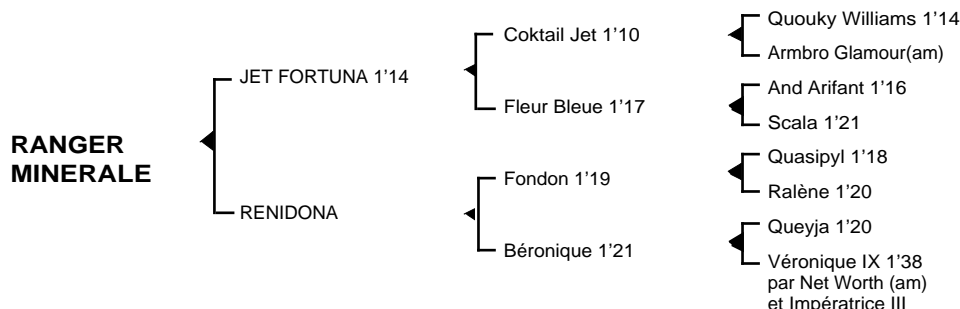 RANGER
MINERALE
JET FORTUNA 1'14
RENIDONA
Coktail Jet 1'10
Fleur Bleue 1'17
Fondon 1'19
Béronique 1'21
Quouky Williams 1'14
Armbro Glamour(am)
And Arifant 1'16
Scala 1'21
Quasipyl 1'18
Ralène 1'20
Queyja 1'20
Véronique IX 1'38
par Net Worth (am)
et Impératrice III